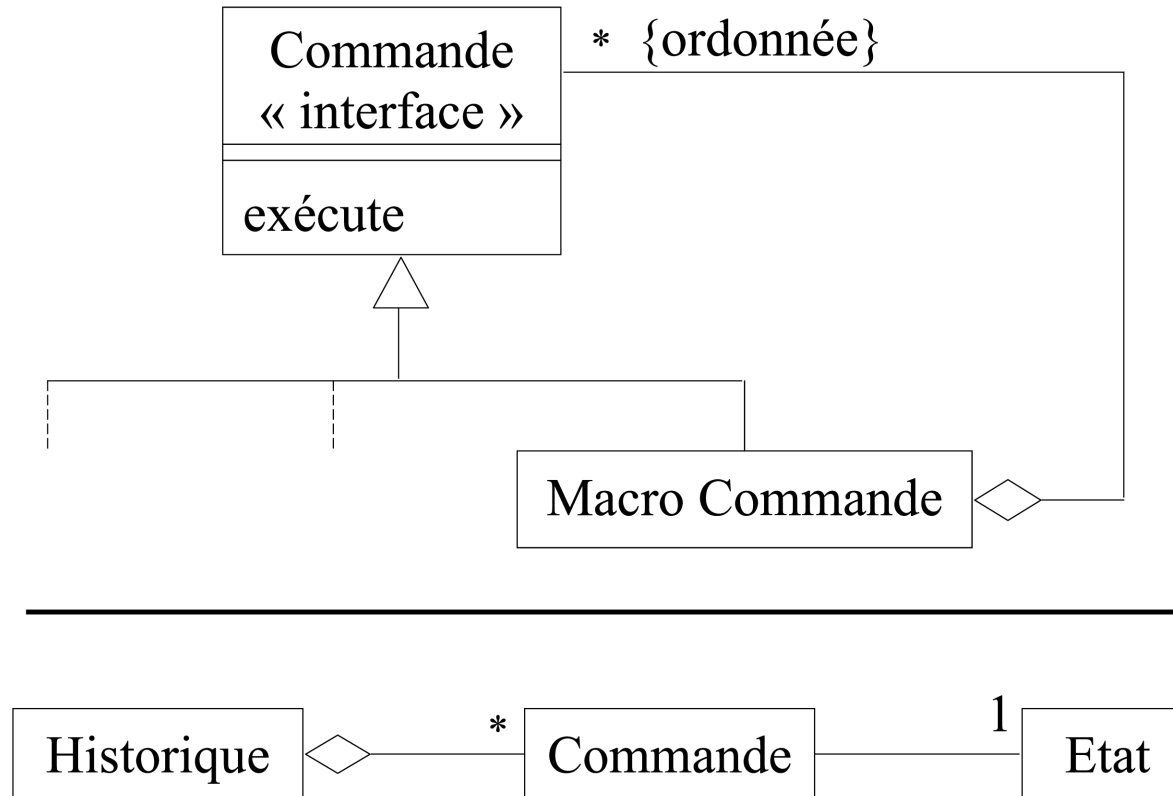 Commande
« interface »
* {ordonnée}
exécute
Macro Commande
Historique
*
Commande
1
Etat